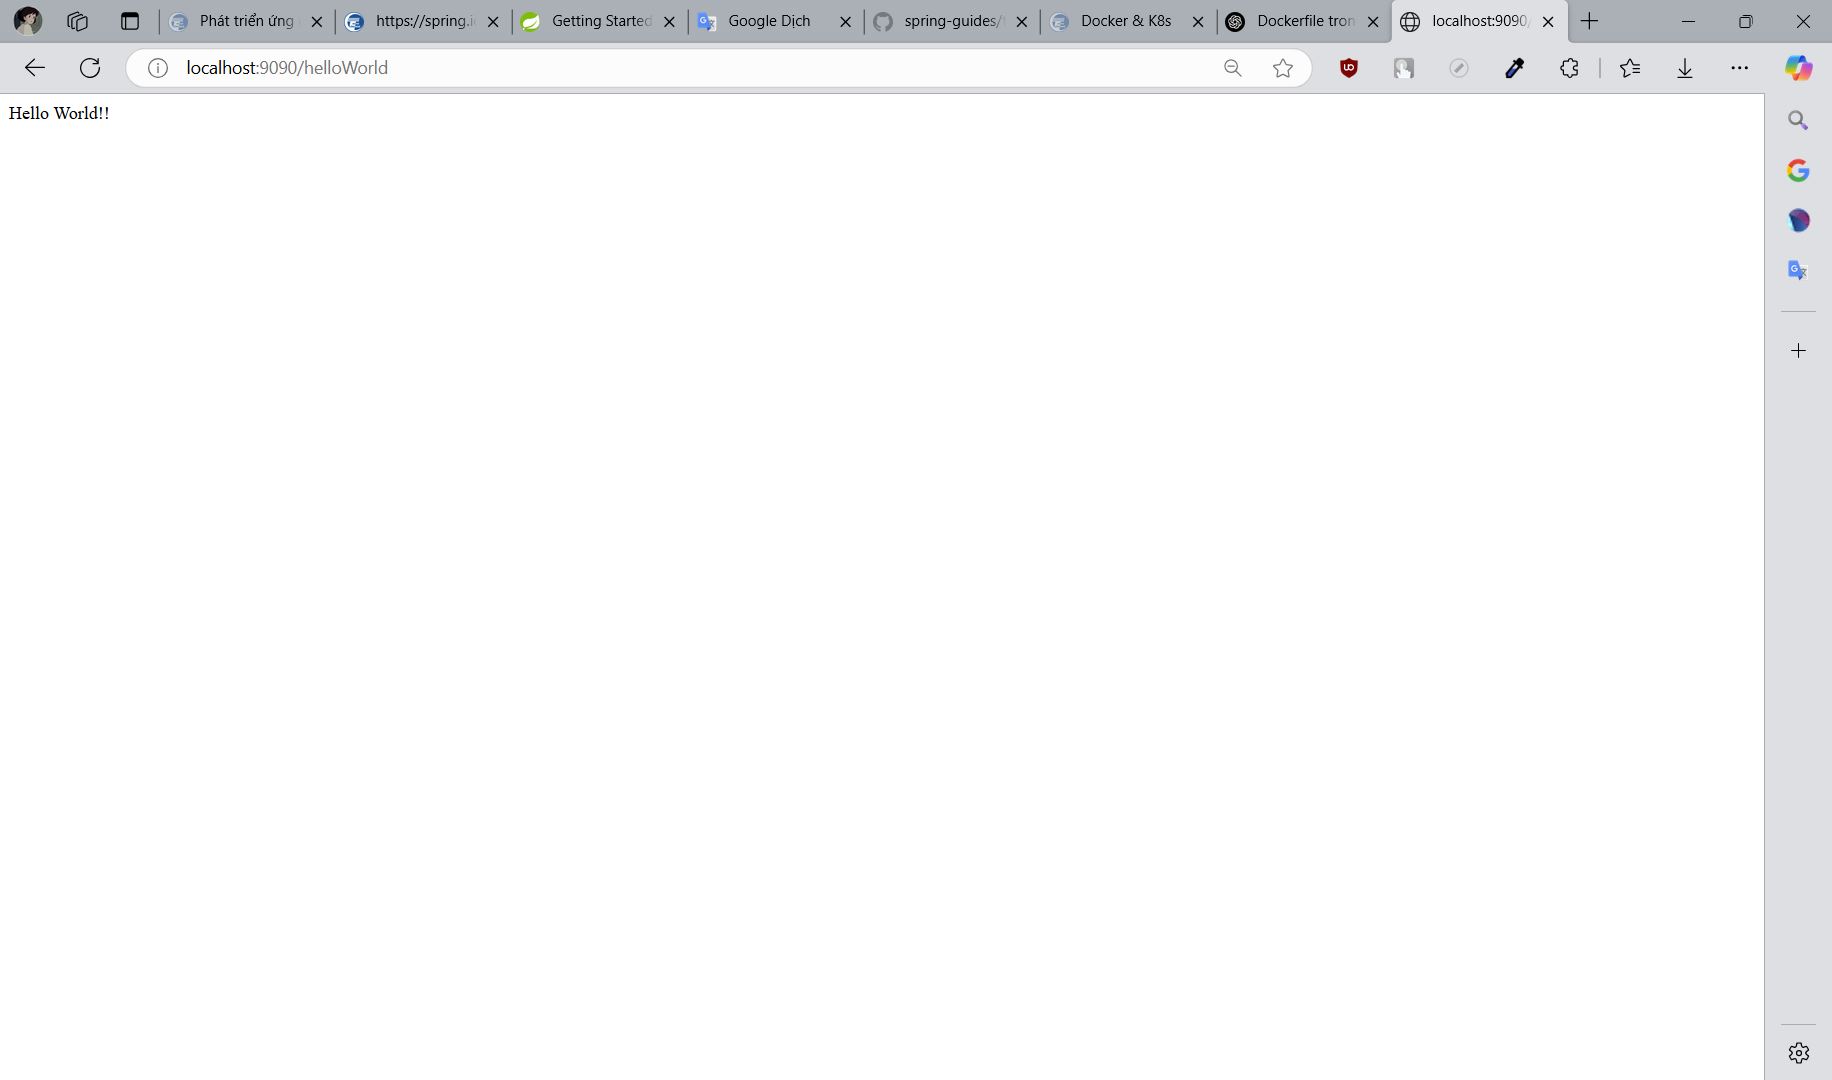 Phát triển ứng
https://spring.i
Getting Started
Google Dịch
spring-guides/
Docker & K8s
Dockerfile tron
localhost:9090/
localhost:9090/helloWorld
Hello World!!